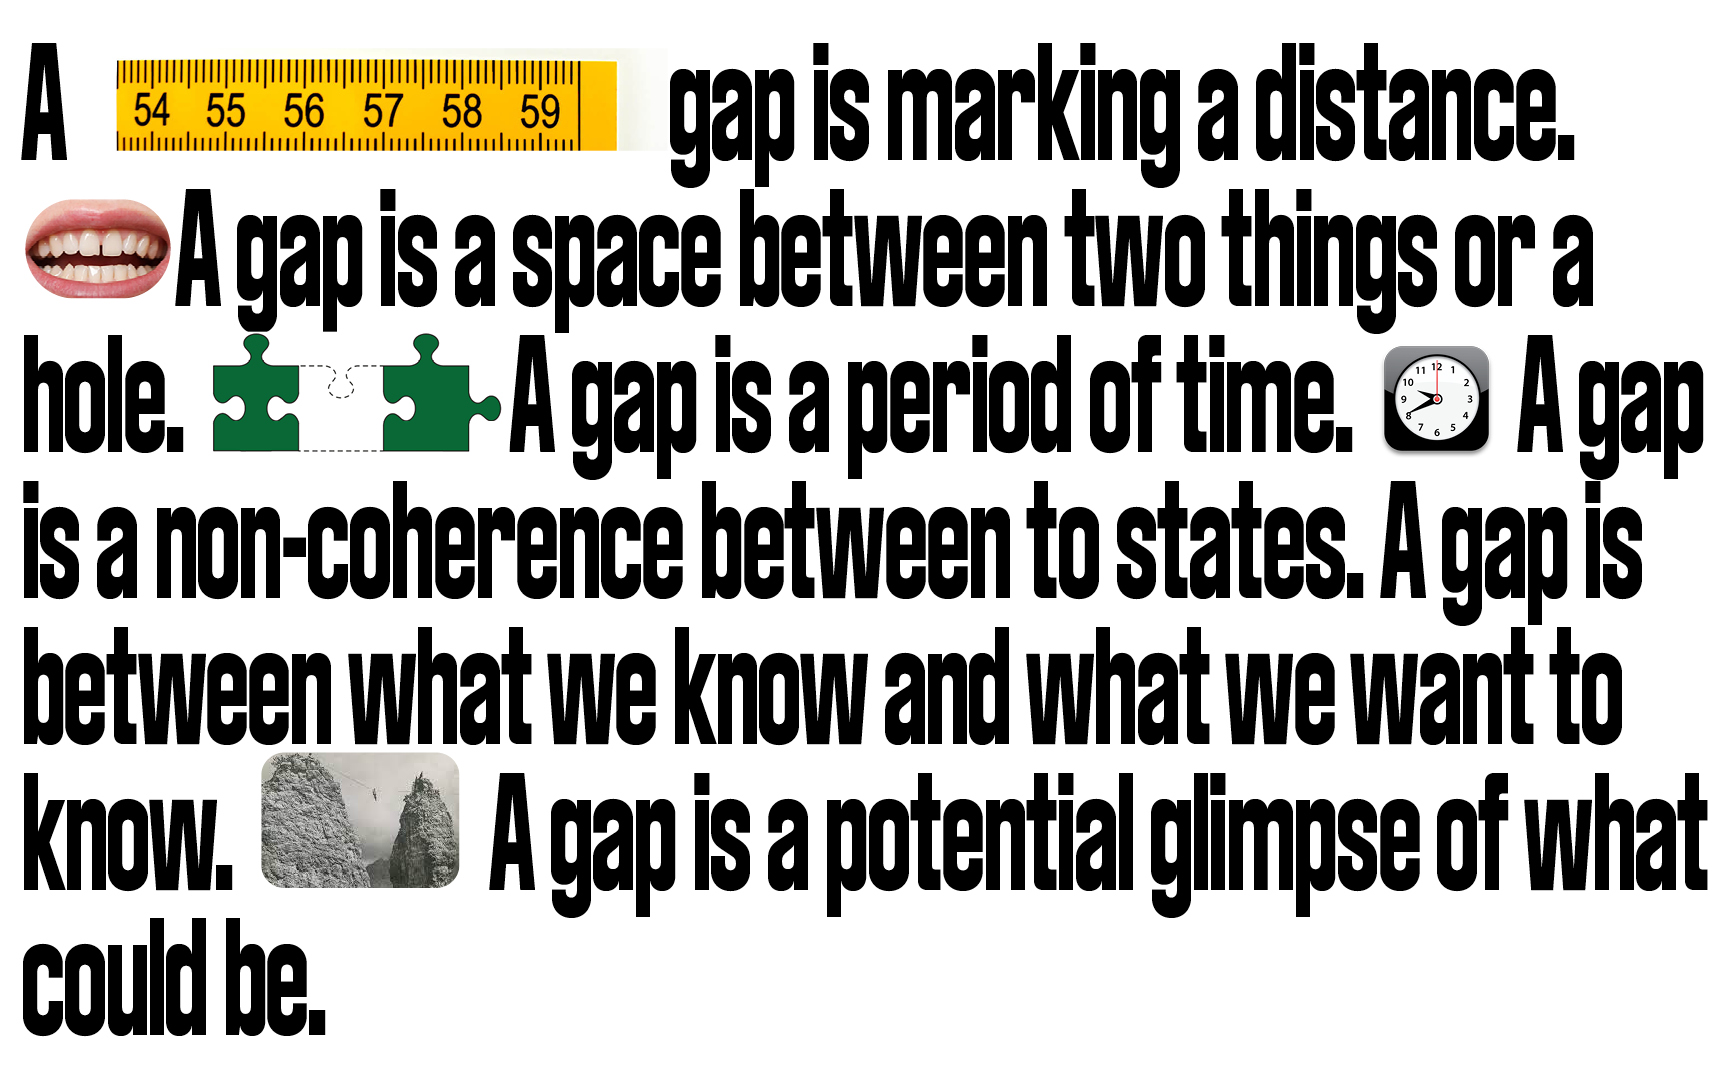 A 54 55 56 57 58 59 gap is marking a distance.
A gap is a space between two things or a
hole. A gap is a period of time. 12 1 2 3 4 5 6 7 8 9 10 11 A gap
is a non-coherence between to states. A gap is
between what we know and what we want to
know. A gap is a potential glimpse of what
could be.